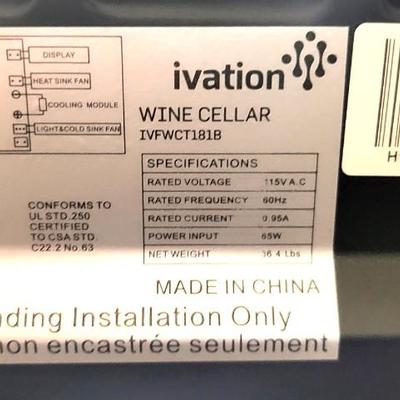 DISPLAY
HEAT SINK FAN
COOLING MODULE
LIGHT&COLD SINK FAN
ivation
WINE CELLAR
IVFWCT181B
SPECIFICATIONS
RATED VOLTAGE 115V A.C
RATED FREQUENCY 60Hz
RATED CURRENT 0.95A
POWER INPUT 65W
NET WEIGHT 36.4 Lbs
CONFORMS TO
UL STD.250
CERTIFIED
TO CSA STD.
C22.2 No.63
MADE IN CHINA
Installation Only
non encastrée seulement
H